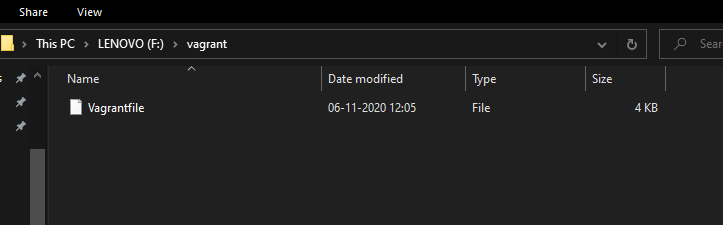 Share View
This PC LENOVO (F:) vagrant
Name Date modified Type Size
Vagrantfile 06-11-2020 12:05 File 4 KB